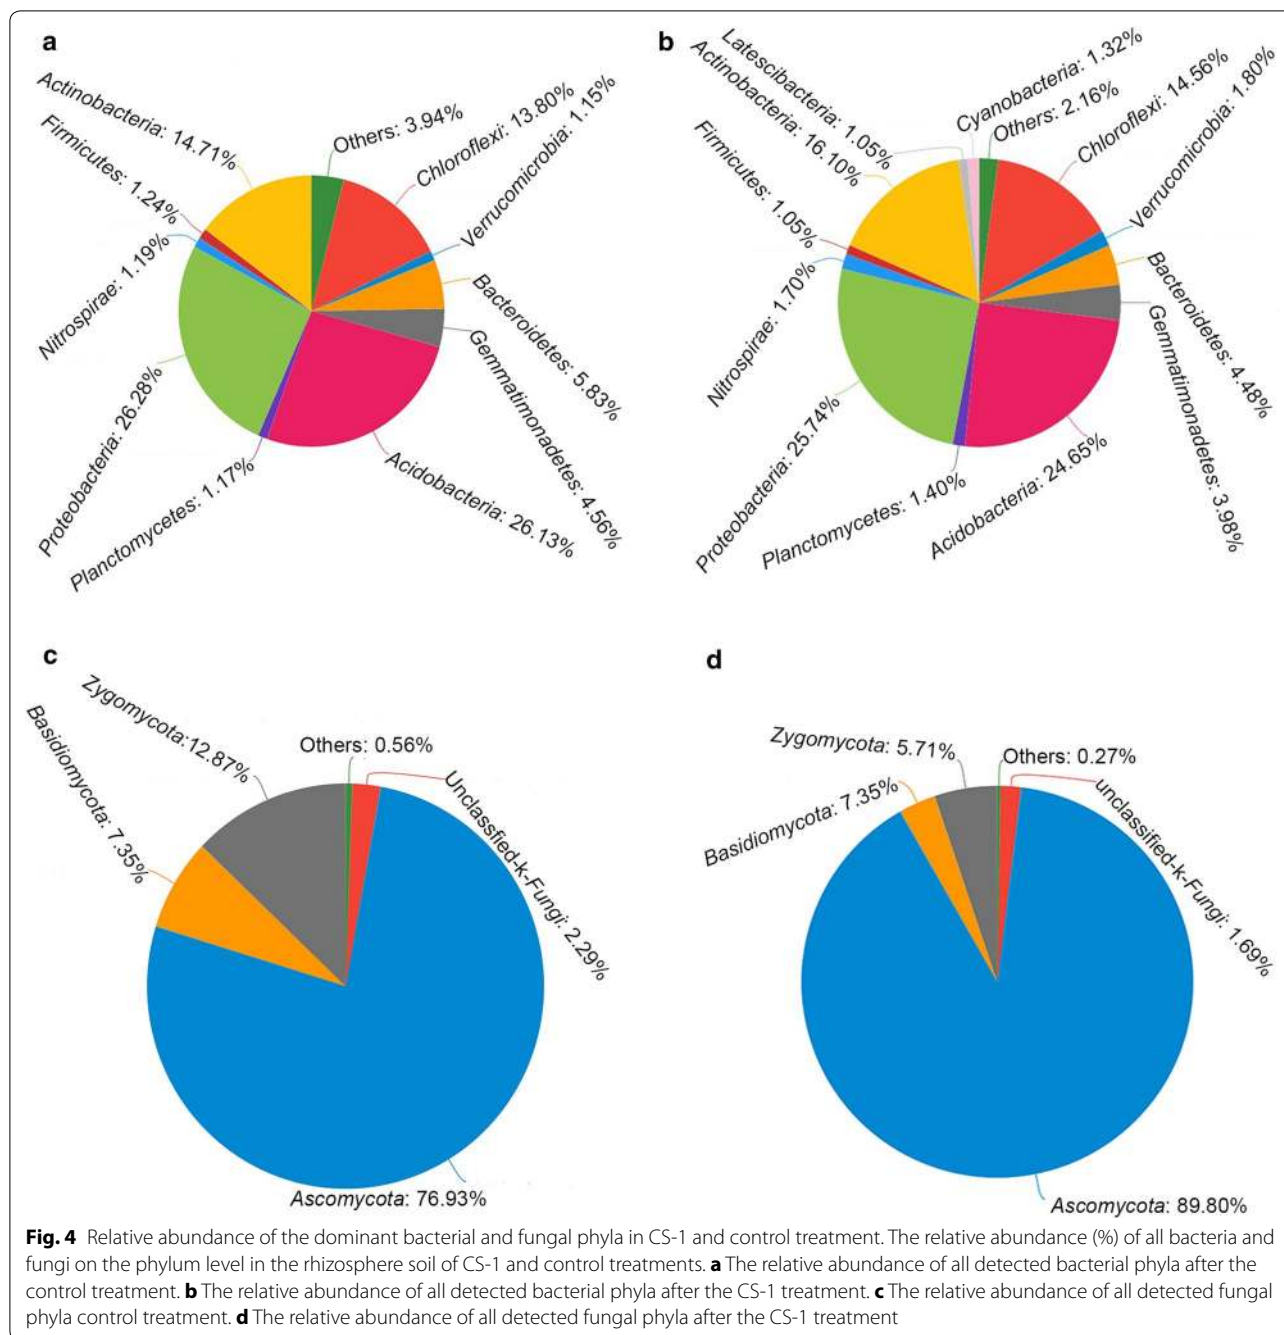 a
Actinobacteria: 14.71%
Firmicutes: 1.24%
Nitrospirae: 1.19%
Proteobacteria: 26.28%
Planctomycetes: 1.17%
Others: 3.94%
Chloroflexi: 13.80%
Verrucomicrobia: 1.15%
Bacteroidetes: 5.83%
Gemmatimonadetes: 4.56%
Acidobacteria: 26.13%
b
Latescibacteria: 1.05%
Actinobacteria: 16.10%
Firmicutes: 1.05%
Nitrospirae: 1.70%
Proteobacteria: 25.74%
Planctomycetes: 1.40%
Cyanobacteria: 1.32%
Others: 2.16%
Chloroflexi: 14.56%
Verrucomicrobia: 1.80%
Bacteroidetes: 4.48%
Gemmatimonadetes: 3.98%
Acidobacteria: 24.65%
c
Zygomycota:12.87%
Basidiomycota: 7.35%
Others: 0.56%
Unclassfied-k-Fungi: 2.29%
Ascomycota: 76.93%
d
Zygomycota: 5.71%
Basidiomycota: 7.35%
Others: 0.27%
unclassified-k-Fungi: 1.69%
Ascomycota: 89.80%
Fig. 4 Relative abundance of the dominant bacterial and fungal phyla in CS-1 and control treatment. The relative abundance (%) of all bacteria and
fungi on the phylum level in the rhizosphere soil of CS-1 and control treatments. a The relative abundance of all detected bacterial phyla after the
control treatment. b The relative abundance of all detected bacterial phyla after the CS-1 treatment. c The relative abundance of all detected fungal
phyla control treatment. d The relative abundance of all detected fungal phyla after the CS-1 treatment